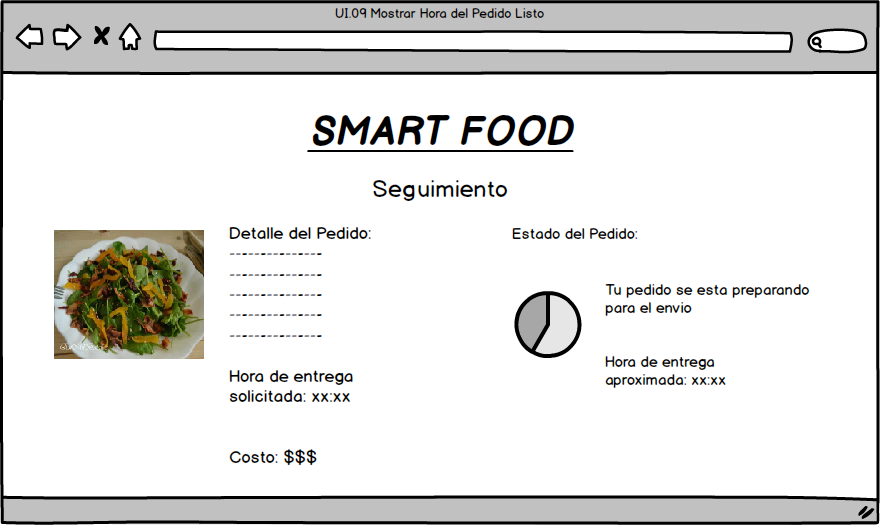 UI.09 Mostrar Hora del Pedido Listo
SMART FOOD
Seguimiento
Detalle del Pedido:
--------------
--------------
--------------
--------------
--------------
Hora de entrega
solicitada: xx:xx
Costo: $$$
Estado del Pedido:
Tu pedido se esta preparando
para el envio
Hora de entrega
aproximada: xx:xx